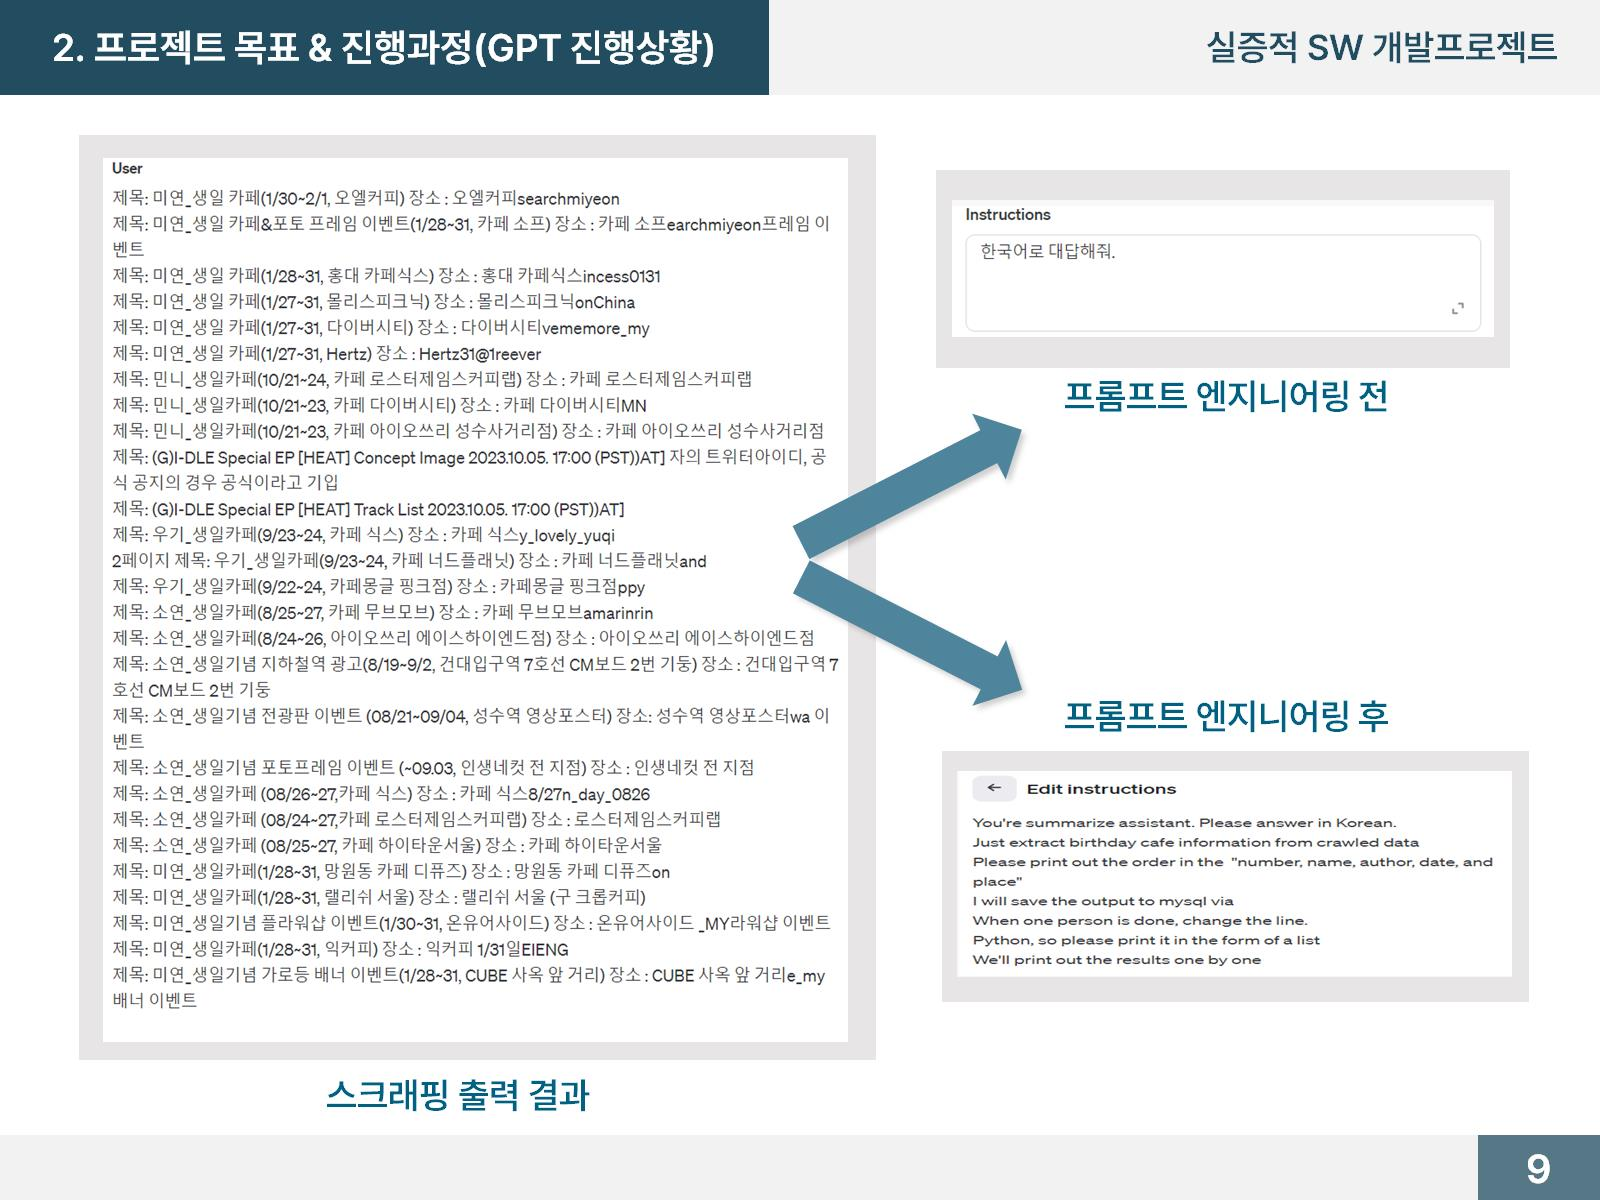 2. 프로젝트 목표 & 진행과정(GPT 진행상황)
실증적 SW 개발프로젝트
User
제목: 미연_생일 카페(1/30~2/1, 오엘커피) 장소 : 오엘커피searchmiyeon
제목: 미연_생일 카페&포토 프레임 이벤트(1/28~31, 카페 소프) 장소 : 카페 소프earchmiyeon프레임 이
벤트
제목: 미연_생일 카페(1/28~31, 홍대 카페식스) 장소 : 홍대 카페식스incess0131
제목: 미연_생일 카페(1/27~31, 몰리스피크닉) 장소 : 몰리스피크닉onChina
제목: 미연_생일 카페(1/27~31, 다이버시티) 장소 : 다이버시티vememore_my
제목: 미연_생일 카페(1/27~31, Hertz) 장소 : Hertz31@1reever
제목: 민니_생일카페(10/21~24, 카페 로스터제임스커피랩) 장소 : 카페 로스터제임스커피랩
제목: 민니_생일카페(10/21~23, 카페 다이버시티) 장소 : 카페 다이버시티MN
제목: 민니_생일카페(10/21~23, 카페 아이오쓰리 성수사거리점) 장소 : 카페 아이오쓰리 성수사거리점
제목: (G)I-DLE Special EP [HEAT] Concept Image 2023.10.05. 17:00 (PST))AT] 자의 트위터아이디, 공
식 공지의 경우 공식이라고 기입
제목: (G)I-DLE Special EP [HEAT] Track List 2023.10.05. 17:00 (PST))AT]
제목: 우기_생일카페(9/23~24, 카페 식스) 장소 : 카페 식스y_lovely_yuqi
2페이지 제목: 우기_생일카페(9/23~24, 카페 너드플래닛) 장소 : 카페 너드플래닛and
제목: 우기_생일카페(9/22~24, 카페몽글 핑크점) 장소 : 카페몽글 핑크점ppy
제목: 소연_생일카페(8/25~27, 카페 무브모브) 장소 : 카페 무브모브amarinrin
제목: 소연_생일카페(8/24~26, 아이오쓰리 에이스하이엔드점) 장소 : 아이오쓰리 에이스하이엔드점
제목: 소연_생일기념 지하철역 광고(8/19~9/2, 건대입구역 7호선 CM보드 2번 기둥) 장소 : 건대입구역 7
호선 CM보드 2번 기둥
제목: 소연_생일기념 전광판 이벤트 (08/21~09/04, 성수역 영상포스터) 장소: 성수역 영상포스터wa 이
벤트
제목: 소연_생일기념 포토프레임 이벤트 (~09.03, 인생네컷 전 지점) 장소 : 인생네컷 전 지점
제목: 소연_생일카페 (08/26~27,카페 식스) 장소 : 카페 식스8/27n_day_0826
제목: 소연_생일카페 (08/24~27,카페 로스터제임스커피랩) 장소 : 로스터제임스커피랩
제목: 소연_생일카페 (08/25~27, 카페 하이타운서울) 장소 : 카페 하이타운서울
제목: 미연_생일카페(1/28~31, 망원동 카페 디퓨즈) 장소 : 망원동 카페 디퓨즈on
제목: 미연_생일카페(1/28~31, 랠리쉬 서울) 장소 : 랠리쉬 서울 (구 크롭커피)
제목: 미연_생일기념 플라워샵 이벤트(1/30~31, 온유어사이드) 장소 : 온유어사이드 _MY라워샵 이벤트
제목: 미연_생일카페(1/28~31, 익커피) 장소 : 익커피 1/31일EIENG
제목: 미연_생일기념 가로등 배너 이벤트(1/28~31, CUBE 사옥 앞 거리) 장소 : CUBE 사옥 앞 거리e_my
배너 이벤트
스크래핑 출력 결과
Instructions
한국어로 대답해줘.
프롬프트 엔지니어링 전
프롬프트 엔지니어링 후
Edit instructions
You're summarize assistant. Please answer in Korean.
Just extract birthday cafe information from crawled data
Please print out the order in the "number, name, author, date, and
place"
I will save the output to mysql via
When one person is done, change the line.
Python, so please print it in the form of a list
We'll print out the results one by one
9